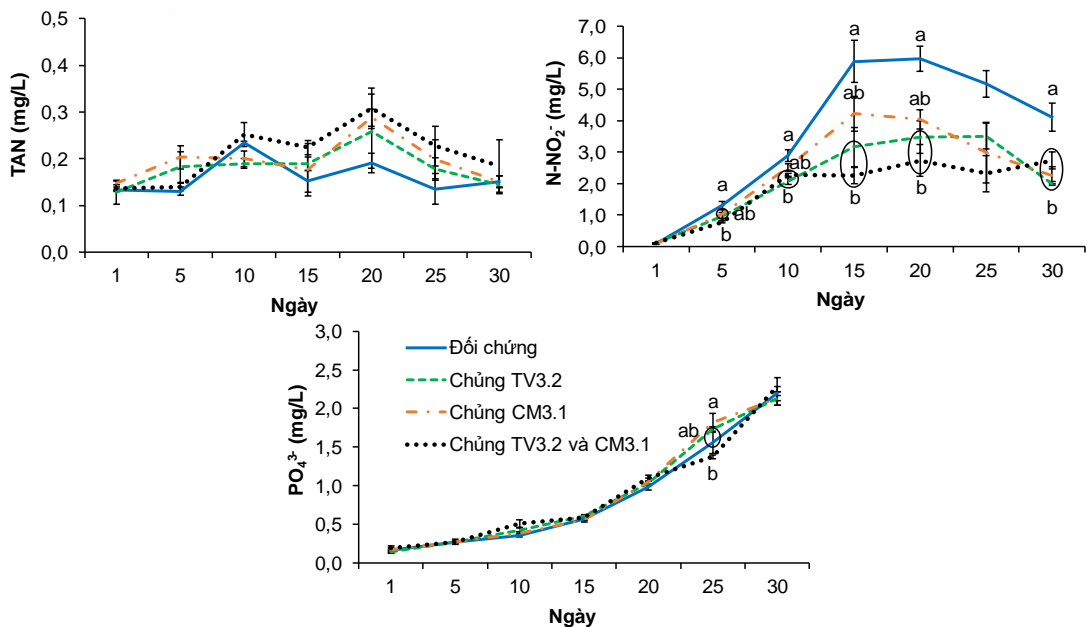 TAN (mg/L)
0,5
0,4
0,3
0,2
0,1
0,0
1 5 10 15 20 25 30
Ngày
N-NO₂⁻ (mg/L)
7,0
6,0
5,0
4,0
3,0
2,0
1,0
0,0
a a
a
a
ab ab
ab
a
ab
b b b b
b
1 5 10 15 20 25 30
Ngày
PO₄³⁻ (mg/L)
3,0
2,5
2,0
1,5
1,0
0,5
0,0
Đối chứng
Chủng TV3.2
Chủng CM3.1
Chủng TV3.2 và CM3.1
a
ab
b
1 5 10 15 20 25 30
Ngày